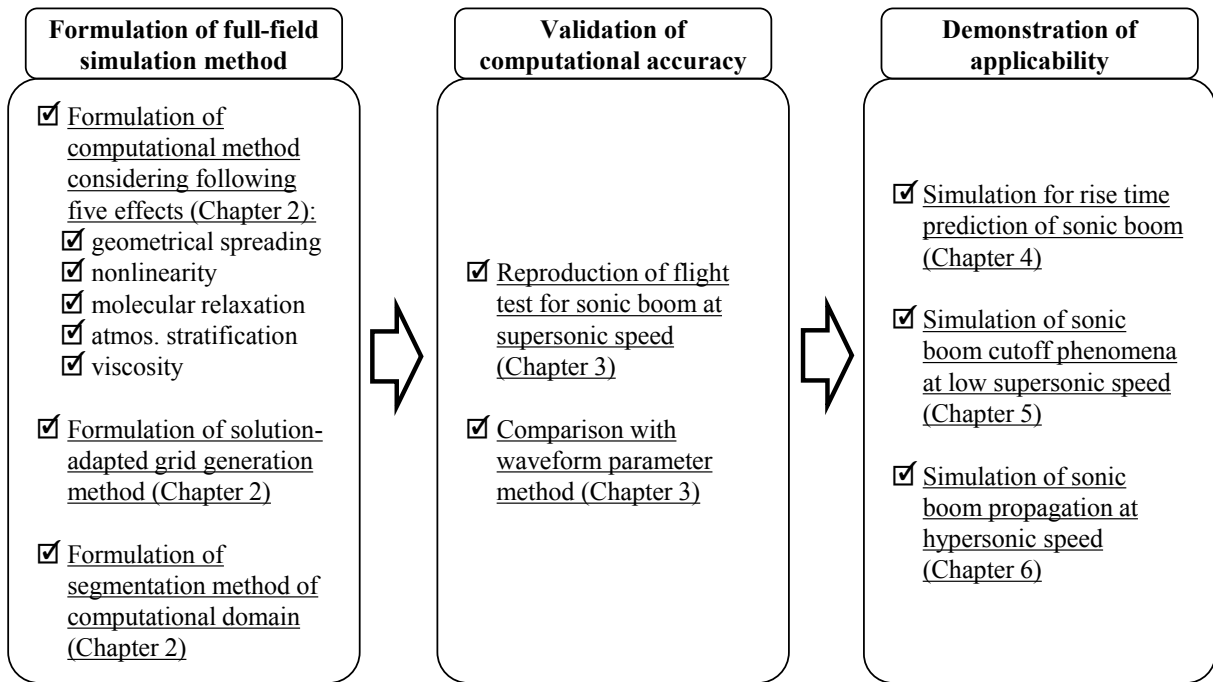 Formulation of full-field
simulation method
☑ Formulation of
computational method
considering following
five effects (Chapter 2):
☑ geometrical spreading
☑ nonlinearity
☑ molecular relaxation
☑ atmos. stratification
☑ viscosity
☑ Formulation of solution-
adapted grid generation
method (Chapter 2)
☑ Formulation of
segmentation method of
computational domain
(Chapter 2)
Validation of
computational accuracy
☑ Reproduction of flight
test for sonic boom at
supersonic speed
(Chapter 3)
☑ Comparison with
waveform parameter
method (Chapter 3)
Demonstration of
applicability
☑ Simulation for rise time
prediction of sonic boom
(Chapter 4)
☑ Simulation of sonic
boom cutoff phenomena
at low supersonic speed
(Chapter 5)
☑ Simulation of sonic
boom propagation at
hypersonic speed
(Chapter 6)